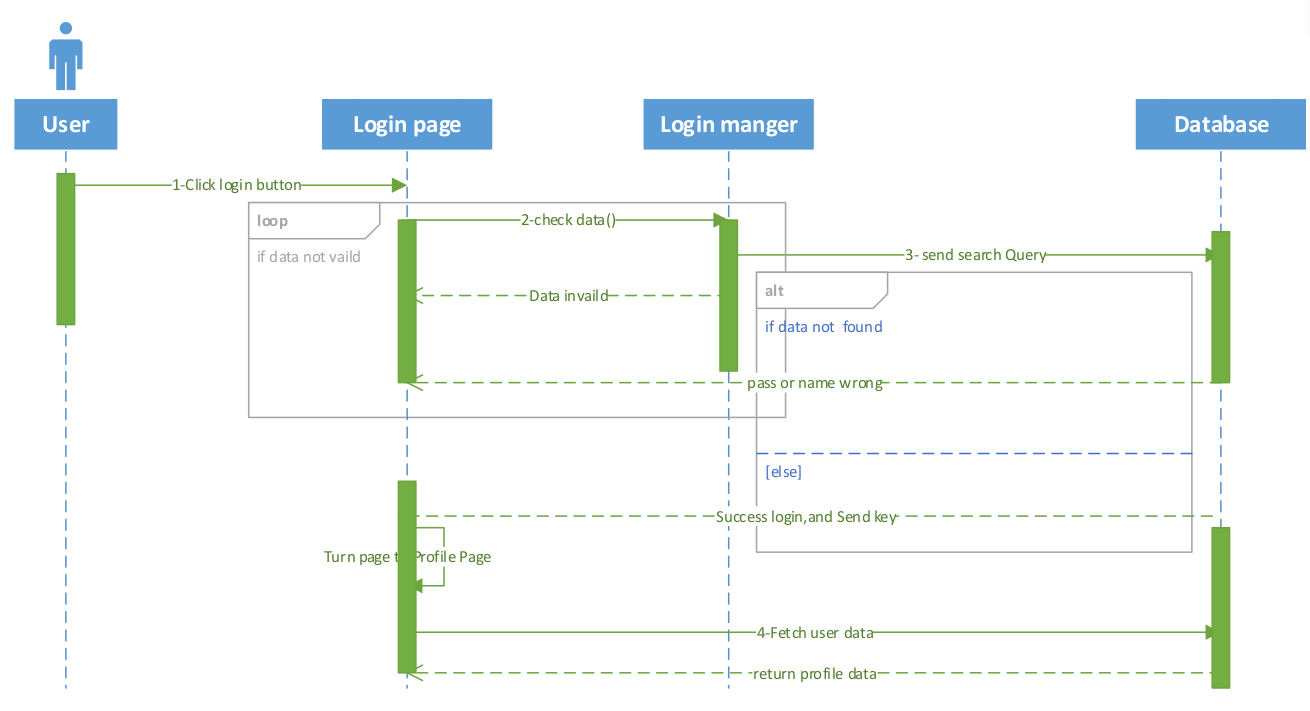 User
Login page
Login manger
Database
1-Click login button
loop
2-check data()
if data not vaild
3- send search Query
Data invaild
alt
if data not found
pass or name wrong
[else]
Success login,and Send key
Turn page t Profile Page
4-Fetch user data
return profile data